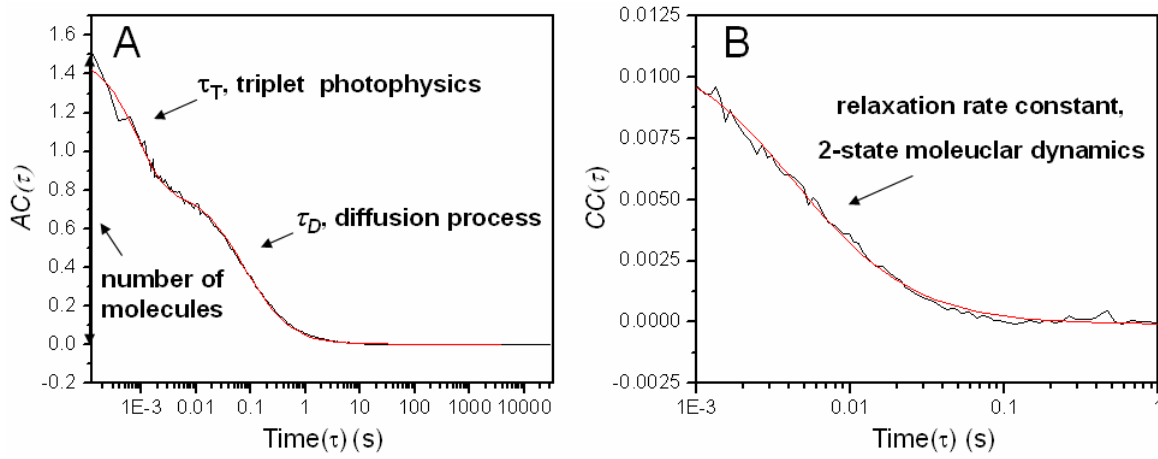 A
1.6
1.4
1.2
1.0
0.8
0.6
0.4
0.2
0.0
-0.2
AC(τ)
τT, triplet photophysics
τD, diffusion process
number of
molecules
1E-3 0.01 0.1 1 10 100 1000 10000
Time(τ) (s)
B
0.0125
0.0100
0.0075
0.0050
0.0025
0.0000
-0.0025
CC(τ)
relaxation rate constant,
2-state moleuclar dynamics
1E-3 0.01 0.1 1
Time(τ) (s)